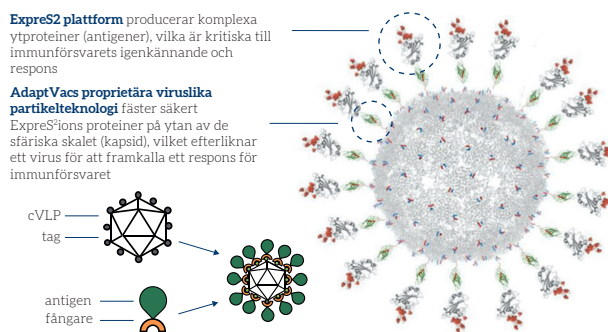 ExpreS2 plattform producerar komplexa
ytproteiner (antigener), vilka är kritiska till
immunförsvarets igenkännande och
respons
AdaptVacs proprietära viruslika
partikelteknologi fäster säkert
ExpreS²ions proteiner på ytan av de
sfäriska skalet (kapsid), vilket efterliknar
ett virus för att framkalla ett respons för
immunförsvaret
cVLP
tag
antigen
fångare